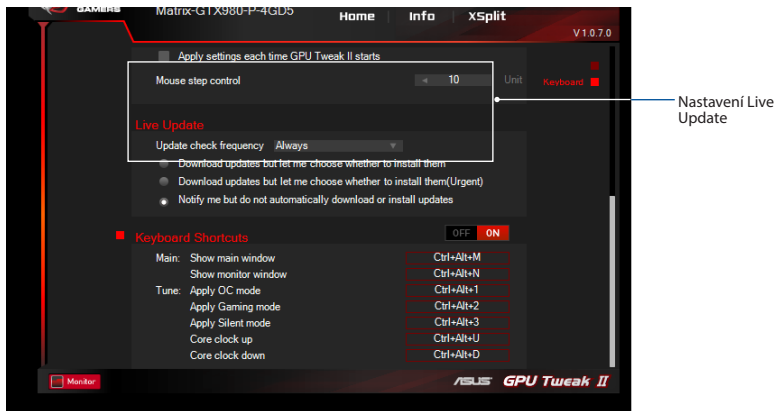 GAMERS
Matrix-GTX980-P-4GD5
Home Info XSplit
V 1.0.7.0
Apply settings each time GPU Tweak II starts
Mouse step control 10 Unit
Keyboard
Nastavení Live
Update
Live Update
Update check frequency Always
Download updates but let me choose whether to install them
Download updates but let me choose whether to install them(Urgent)
Notify me but do not automatically download or install updates
Keyboard Shortcuts OFF ON
Main: Show main window Ctrl+Alt+M
Show monitor window Ctrl+Alt+N
Tune: Apply OC mode Ctrl+Alt+1
Apply Gaming mode Ctrl+Alt+2
Apply Silent mode Ctrl+Alt+3
Core clock up Ctrl+Alt+U
Core clock down Ctrl+Alt+D
Monitor
ASUS GPU Tweak II